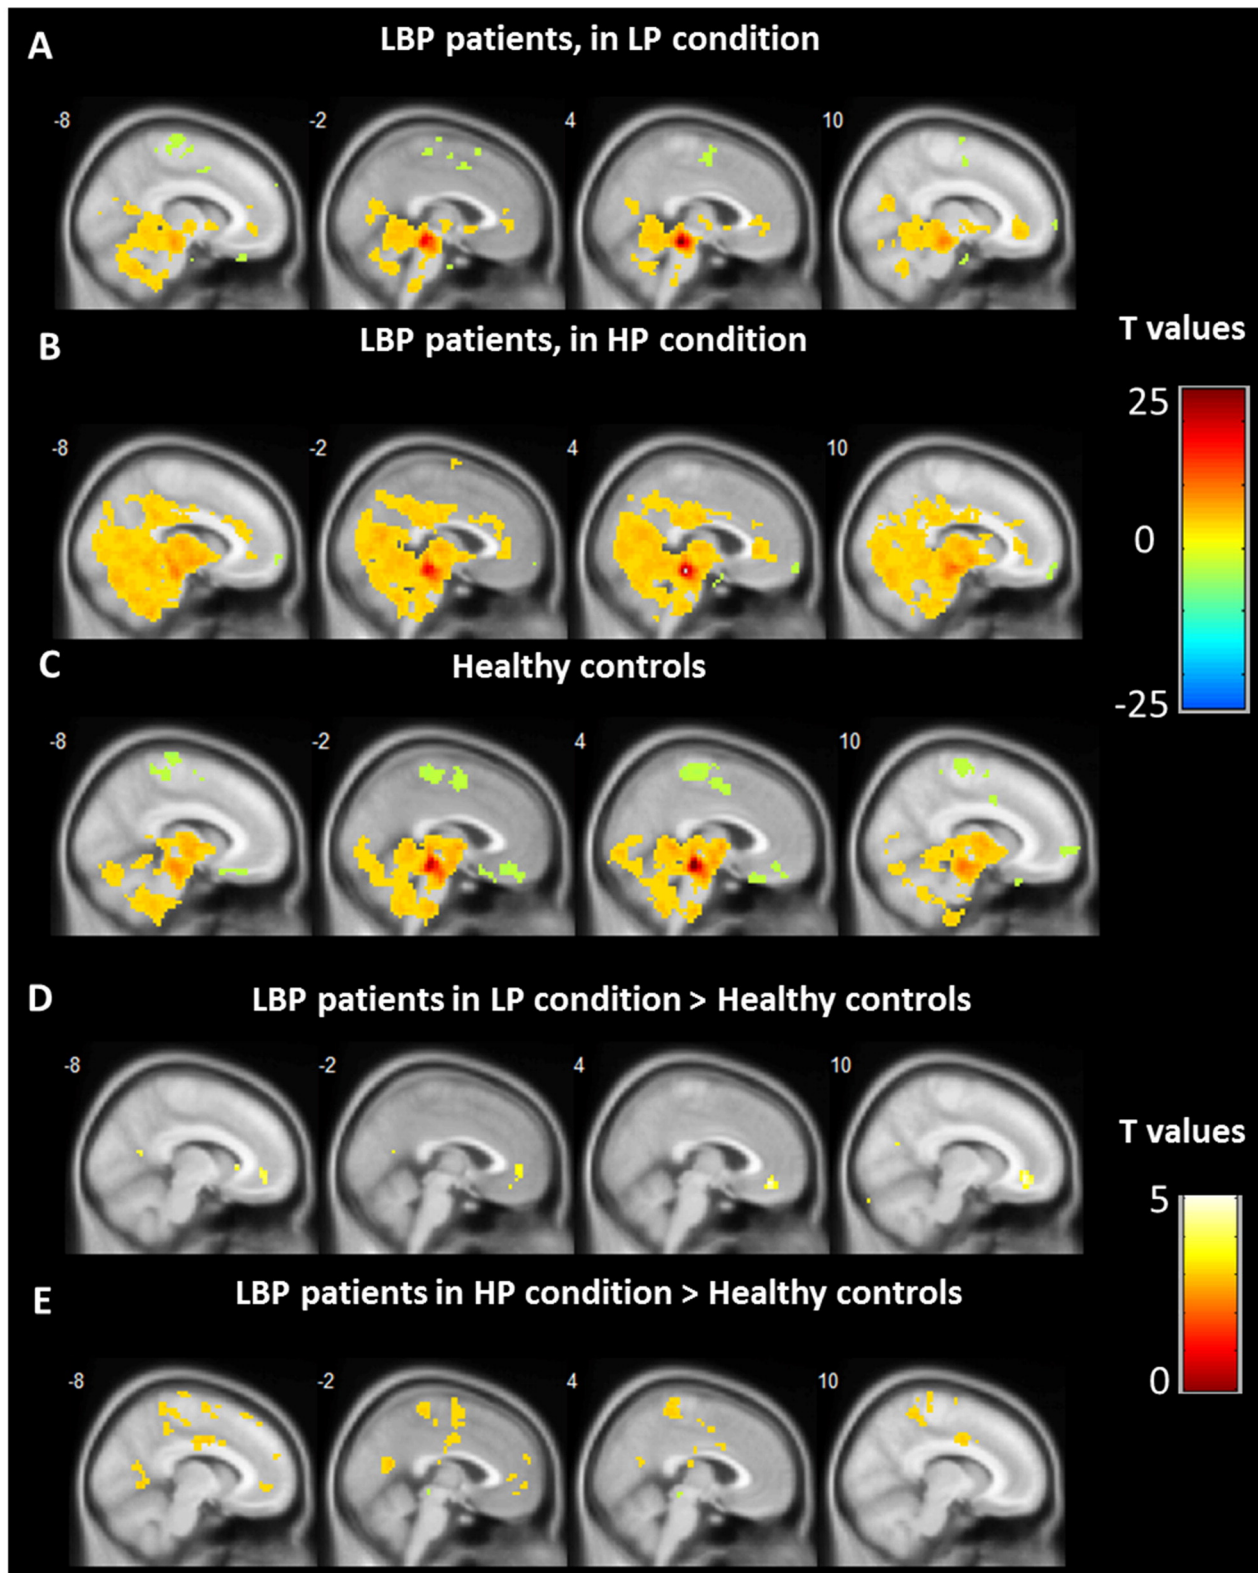 A
LBP patients, in LP condition
-8
-2
4
10
B
LBP patients, in HP condition
-8
-2
4
10
T values
25
0
-25
C
Healthy controls
-8
-2
4
10
D
LBP patients in LP condition > Healthy controls
-8
-2
4
10
T values
5
0
E
LBP patients in HP condition > Healthy controls
-8
-2
4
10